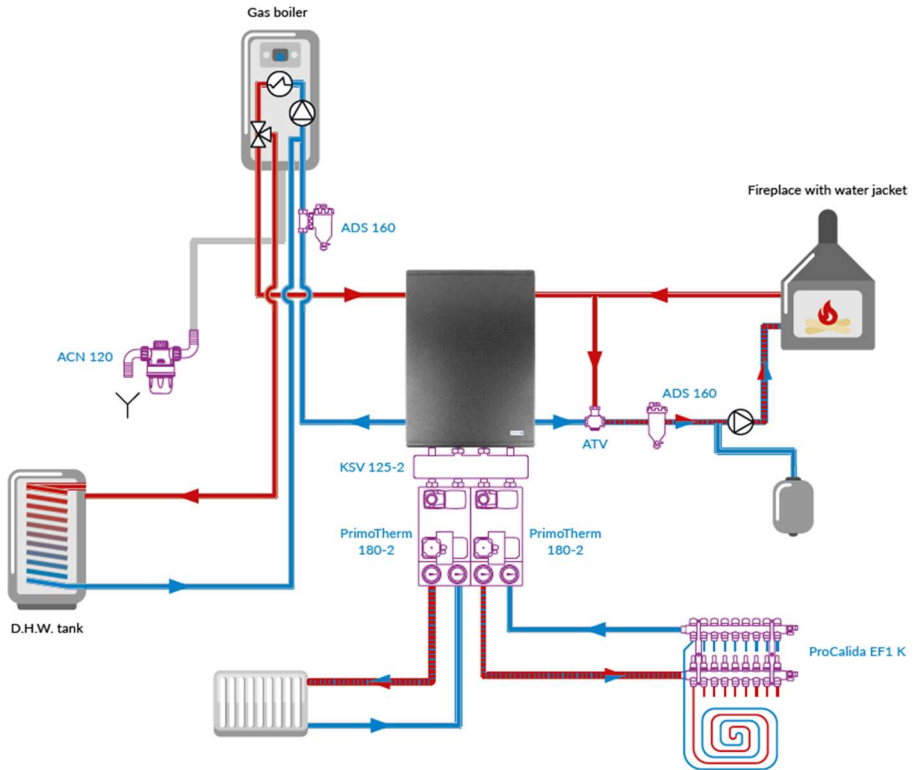 Gas boiler
Fireplace with water jacket
ADS 160
ACN 120
ADS 160
ATV
KSV 125-2
PrimoTherm
180-2
PrimoTherm
180-2
D.H.W. tank
ProCalida EF1 K